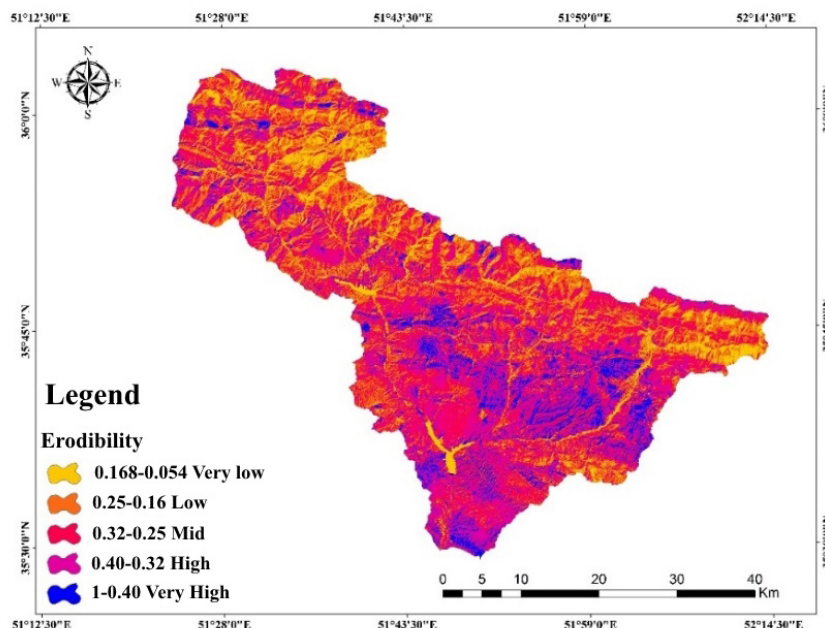 51°12'30"E 51°28'0"E 51°43'30"E 51°59'0"E 52°14'30"E
N
W E
S
36°0'0"N
35°45'0"N
35°30'0"N
Legend
Erodibility
0.168-0.054 Very low
0.25-0.16 Low
0.32-0.25 Mid
0.40-0.32 High
1-0.40 Very High
0 5 10 20 30 40
Km
51°12'30"E 51°28'0"E 51°43'30"E 51°59'0"E 52°14'30"E